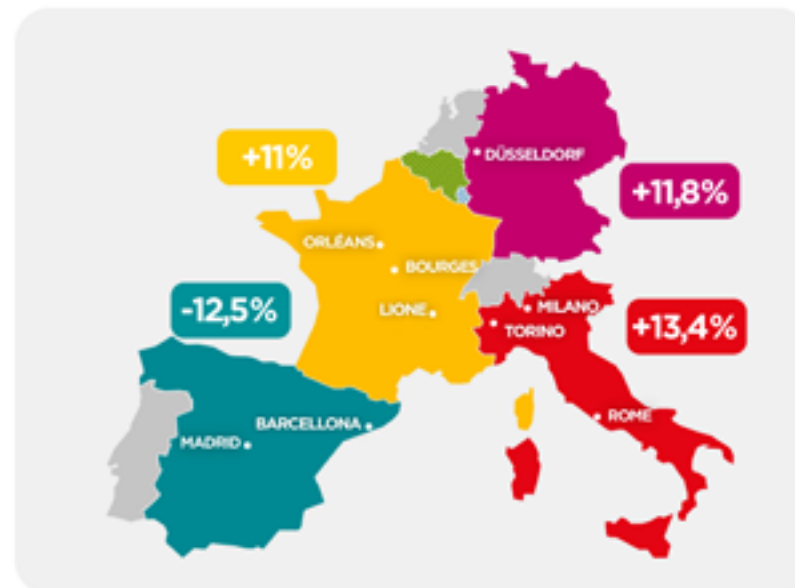 DÜSSELDORF
+11%
+11,8%
ORLÉANS
BOURGES
-12,5%
LIONE
MILANO
TORINO
+13,4%
ROME
BARCELLONA
MADRID